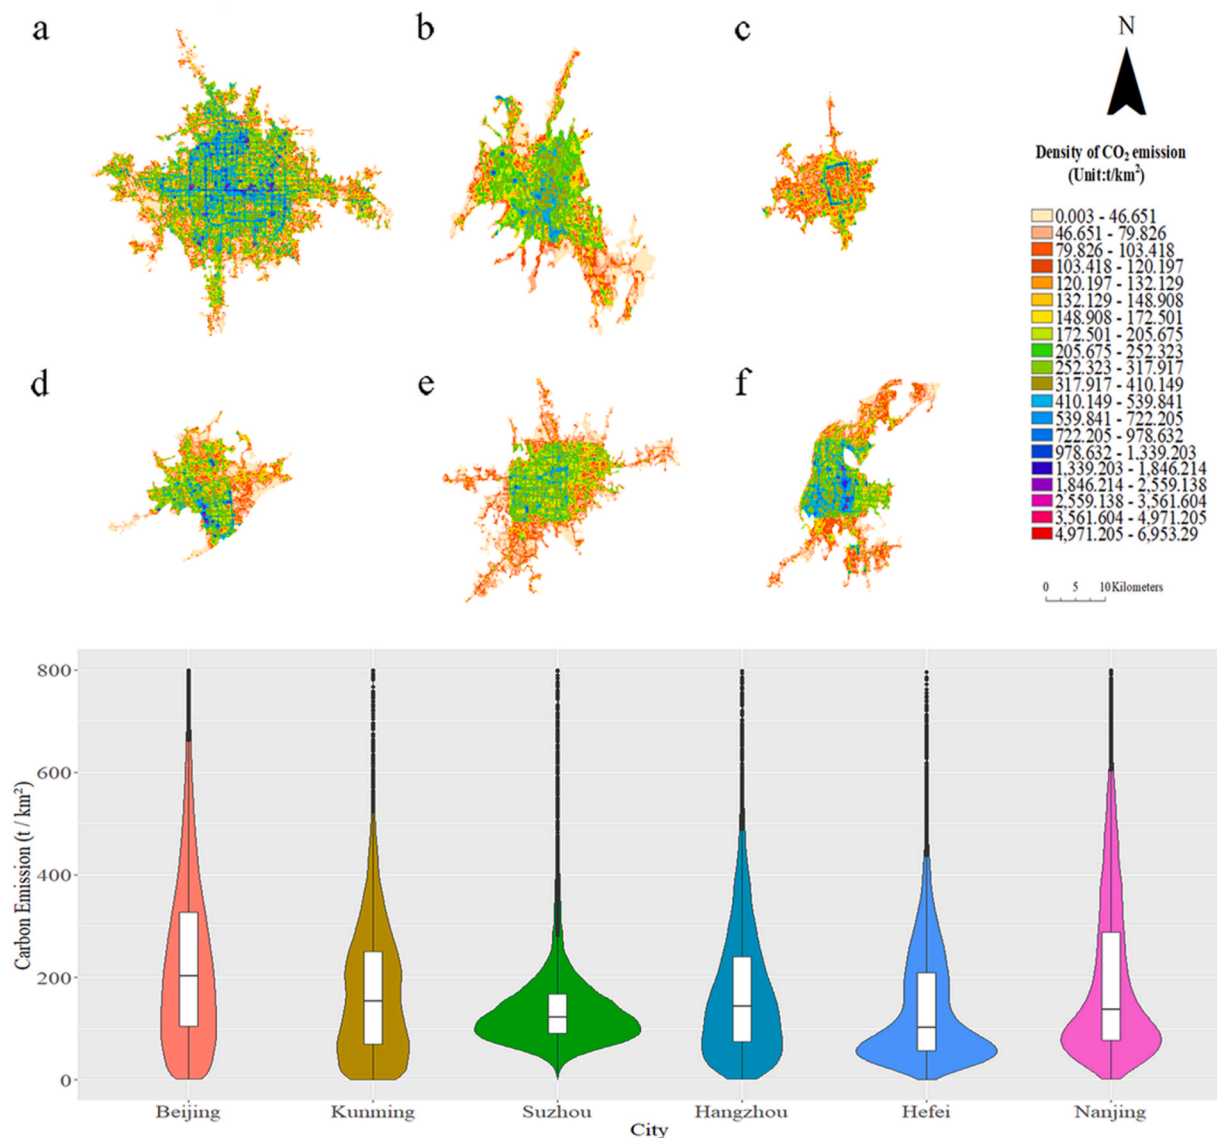 a
b
c
N
Density of CO₂ emission
(Unit:t/km²)
0.003 - 46.651
46.651 - 79.826
79.826 - 103.418
103.418 - 120.197
120.197 - 132.129
132.129 - 148.908
148.908 - 172.501
172.501 - 205.675
205.675 - 252.323
252.323 - 317.917
317.917 - 410.149
410.149 - 539.841
539.841 - 722.205
722.205 - 978.632
978.632 - 1,339.203
1,339.203 - 1,846.214
1,846.214 - 2,559.138
2,559.138 - 3,561.604
3,561.604 - 4,971.205
4,971.205 - 6,953.29
0 5 10 Kilometers
d
e
f
Carbon Emission (t / km²)
800
600
400
200
0
Beijing Kunming Suzhou Hangzhou Hefei Nanjing
City